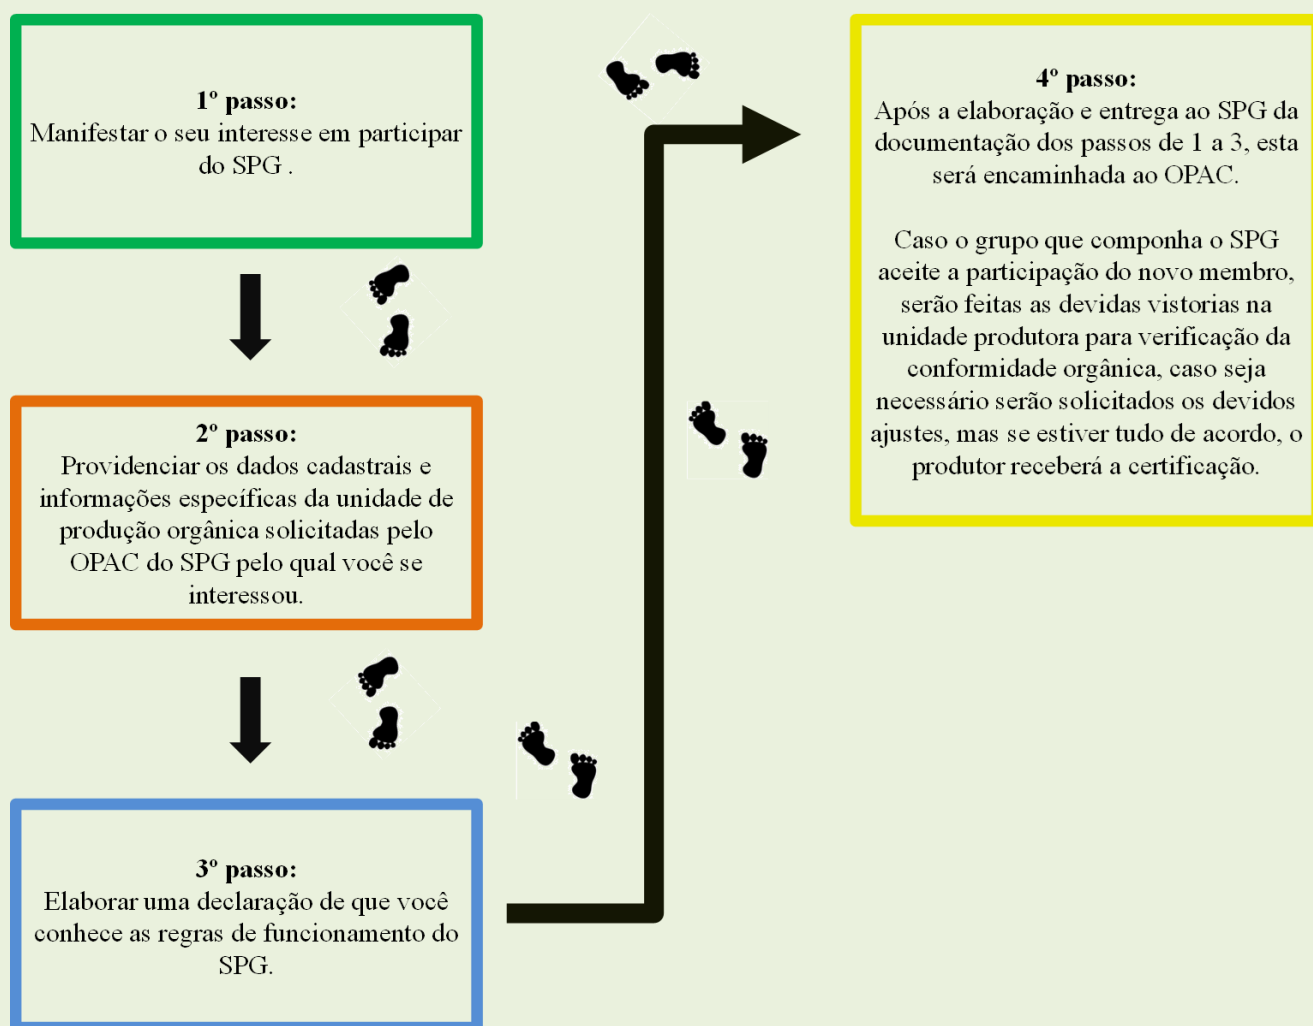 1º passo:
Manifestar o seu interesse em participar
do SPG .
2º passo:
Providenciar os dados cadastrais e
informações específicas da unidade de
produção orgânica solicitadas pelo
OPAC do SPG pelo qual você se
interessou.
3º passo:
Elaborar uma declaração de que você
conhece as regras de funcionamento do
SPG.
4º passo:
Após a elaboração e entrega ao SPG da
documentação dos passos de 1 a 3, esta
será encaminhada ao OPAC.
Caso o grupo que componha o SPG
aceite a participação do novo membro,
serão feitas as devidas vistorias na
unidade produtora para verificação da
conformidade orgânica, caso seja
necessário serão solicitados os devidos
ajustes, mas se estiver tudo de acordo, o
produtor receberá a certificação.